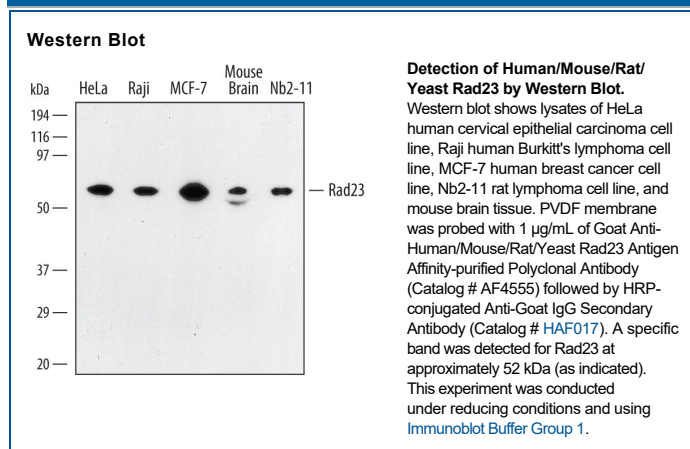 Western Blot
kDa HeLa Raji MCF-7 Mouse Brain Nb2-11
194
116
97
Rad23
50
37
29
20
Detection of Human/Mouse/Rat/
Yeast Rad23 by Western Blot.
Western blot shows lysates of HeLa
human cervical epithelial carcinoma cell
line, Raji human Burkitt's lymphoma cell
line, MCF-7 human breast cancer cell
line, Nb2-11 rat lymphoma cell line, and
mouse brain tissue. PVDF membrane
was probed with 1 µg/mL of Goat Anti-
Human/Mouse/Rat/Yeast Rad23 Antigen
Affinity-purified Polyclonal Antibody
(Catalog # AF4555) followed by HRP-
conjugated Anti-Goat IgG Secondary
Antibody (Catalog # HAF017). A specific
band was detected for Rad23 at
approximately 52 kDa (as indicated).
This experiment was conducted
under reducing conditions and using
Immunoblot Buffer Group 1.